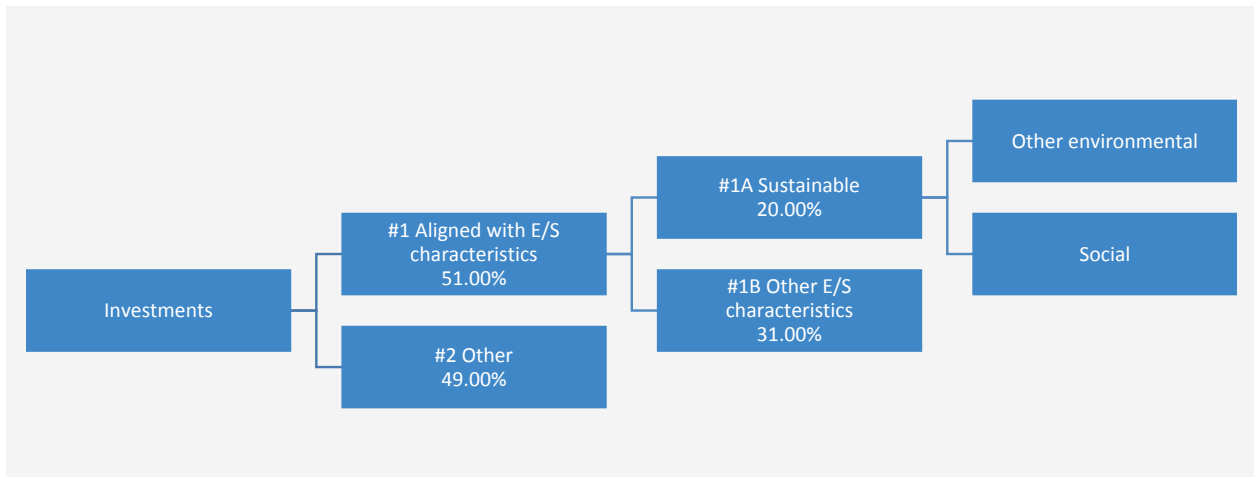 Investments
#1 Aligned with E/S
characteristics
51.00%
#2 Other
49.00%
#1A Sustainable
20.00%
#1B Other E/S
characteristics
31.00%
Other environmental
Social